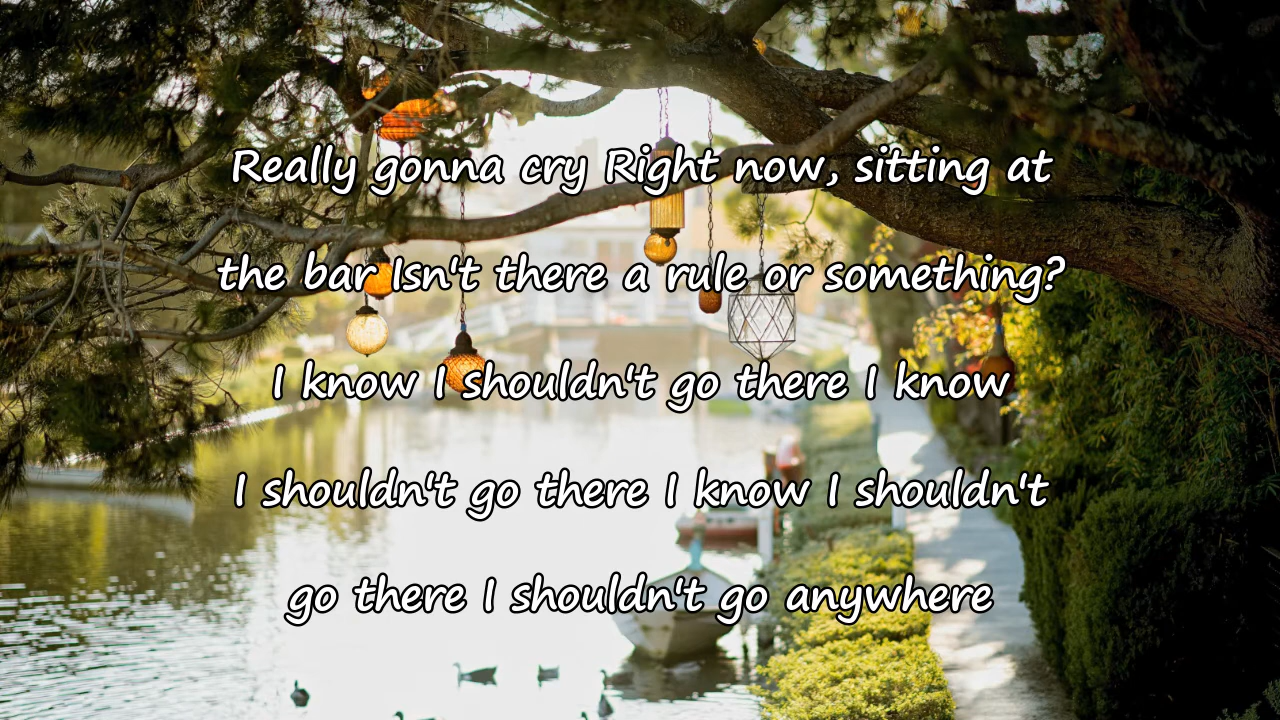 Really gonna cry Right now, sitting at
the bar Isn't there a rule or something?
I know I shouldn't go there I know
I shouldn't go there I know I shouldn't
go there I shouldn't go anywhere